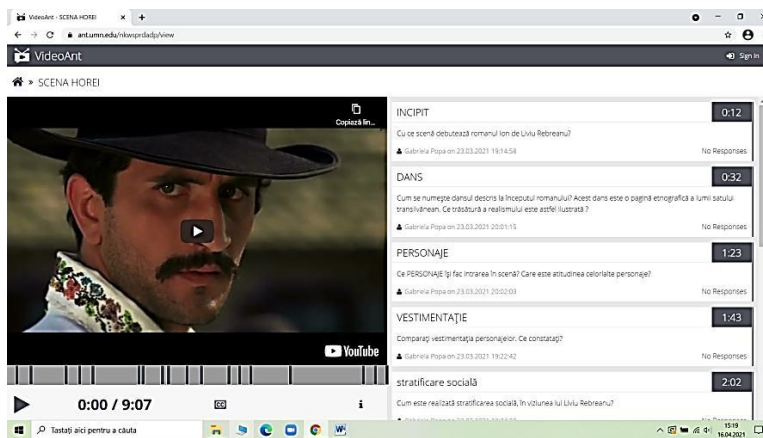 VideoAnt - SCENA HOREI
ant.umn.edu/nkwsprdadp/view
VideoAnt
Sign In
» SCENA HOREI
Copiază lin...
YouTube
0:00 / 9:07
CC
i
INCIPIT
0:12
Cu ce scenă debutează romanul Ion de Liviu Rebreanu?
Gabriela Popa on 23.03.2021 19:14:58
No Responses
DANS
0:32
Cum se numește dansul descris la începutul romanului? Acest dans este o pagină etnografică a lumii satului
transilvănean. Ce trăsătură a realismului este astfel ilustrată ?
Gabriela Popa on 23.03.2021 20:01:15
No Responses
PERSONAJE
1:23
Ce PERSONAJE își fac intrarea în scenă? Care este atitudinea celorlalte personaje?
Gabriela Popa on 23.03.2021 20:02:03
No Responses
VESTIMENTAȚIE
1:43
Comparați vestimentația personajelor. Ce constatați?
Gabriela Popa on 23.03.2021 19:22:42
No Responses
stratificare socială
2:02
Cum este realizată stratificarea socială, în viziunea lui Liviu Rebreanu?
Tastați aici pentru a căuta
15:19
16.04.2021